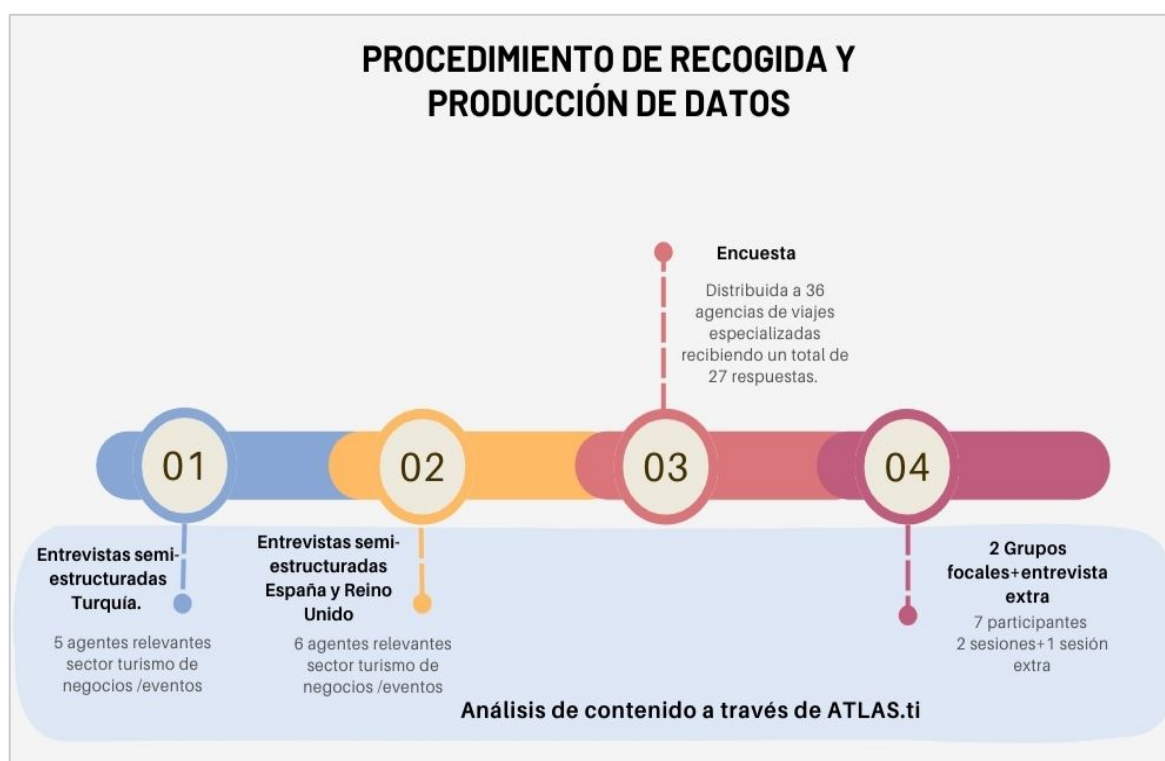 PROCEDIMIENTO DE RECOGIDA Y
PRODUCCIÓN DE DATOS
Encuesta
Distribuida a 36
agencias de viajes
especializadas
recibiendo un total de
27 respuestas.
01
02
03
04
Entrevistas semi-
estructuradas
Turquía.
5 agentes relevantes
sector turismo de
negocios /eventos
Entrevistas semi-
estructuradas
España y Reino
Unido
6 agentes relevantes
sector turismo de
negocios /eventos
2 Grupos
focales+entrevista
extra
7 participantes
2 sesiones+1 sesión
extra
Análisis de contenido a través de ATLAS.ti